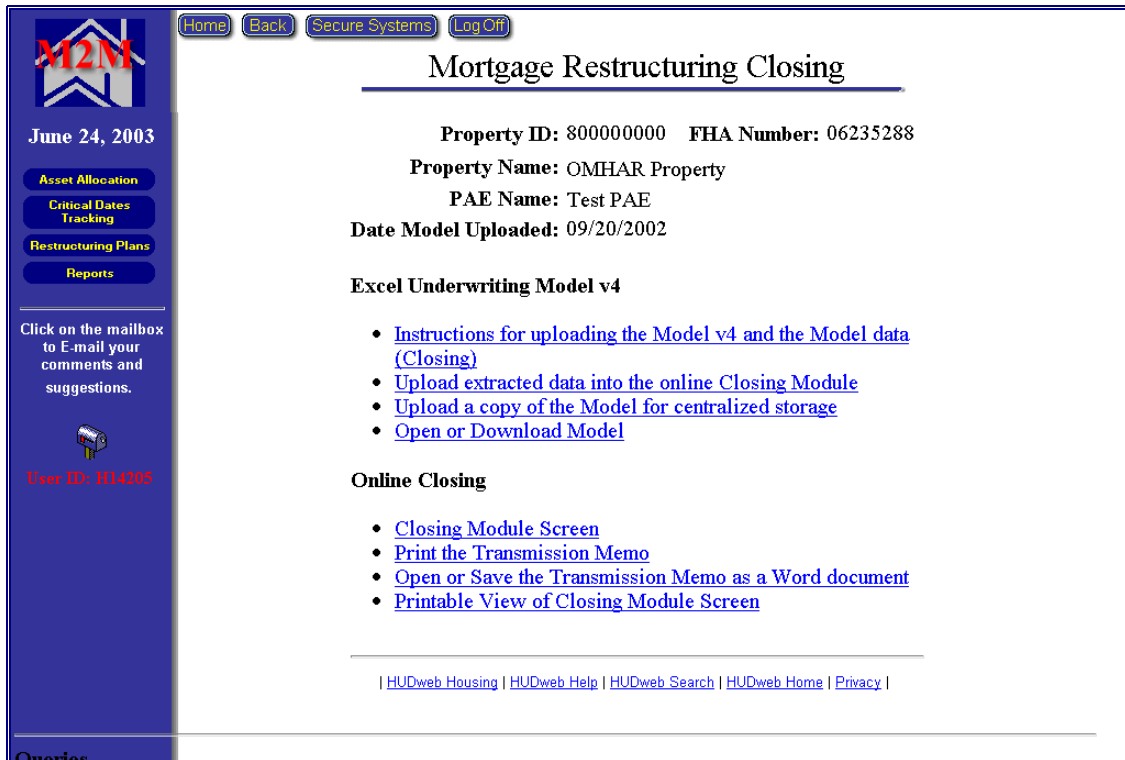 Home Back Secure Systems Log Off
M2M
Mortgage Restructuring Closing
June 24, 2003
Property ID: 800000000 FHA Number: 06235288
Property Name: OMHAR Property
PAE Name: Test PAE
Date Model Uploaded: 09/20/2002
Asset Allocation
Critical Dates
Tracking
Restructuring Plans
Reports
Click on the mailbox
to E-mail your
comments and
suggestions.
User ID: H14205
Excel Underwriting Model v4
Instructions for uploading the Model v4 and the Model data
(Closing)
Upload extracted data into the online Closing Module
Upload a copy of the Model for centralized storage
Open or Download Model
Online Closing
Closing Module Screen
Print the Transmission Memo
Open or Save the Transmission Memo as a Word document
Printable View of Closing Module Screen
| HUDweb Housing | HUDweb Help | HUDweb Search | HUDweb Home | Privacy |
Queries